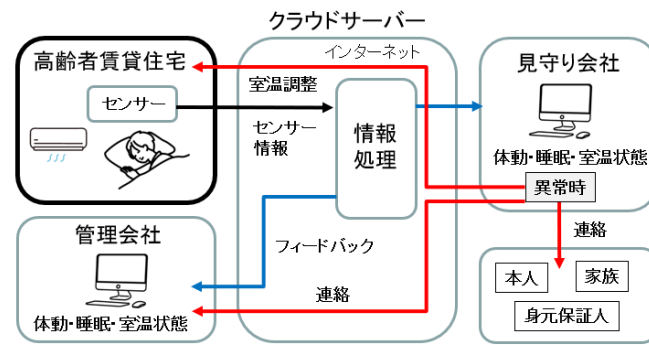 クラウドサーバー
インターネット
高齢者賃貸住宅
センサー
室温調整
センサー
情報
情報
処理
見守り会社
体動・睡眠・室温状態
異常時
管理会社
体動・睡眠・室温状態
フィードバック
連絡
連絡
本人
家族
身元保証人